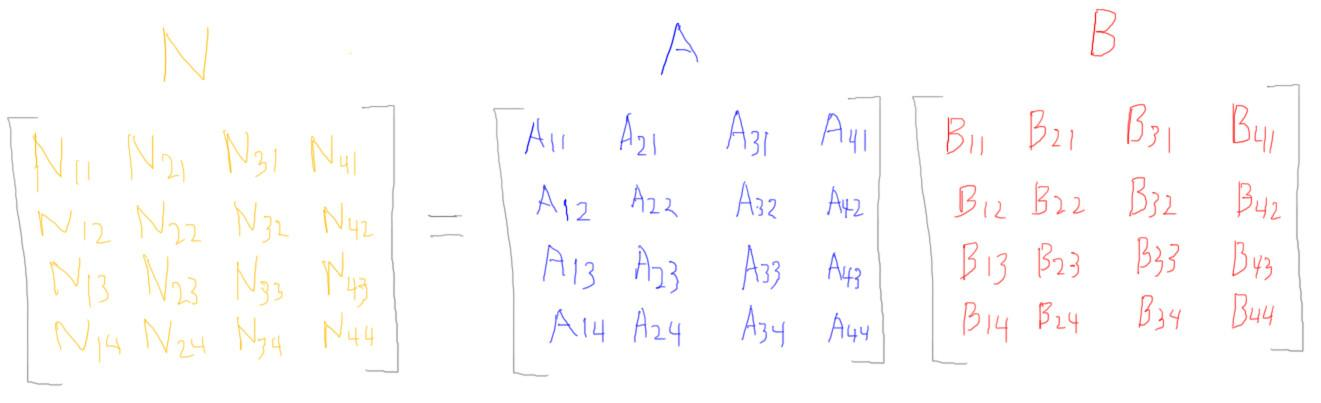 N A B
N11 N21 N31 N41 A11 A21 A31 A41 B11 B21 B31 B41
N12 N22 N32 N42 = A12 A22 A32 A42 B12 B22 B32 B42
N13 N23 N33 N43 A13 A23 A33 A43 B13 B23 B33 B43
N14 N24 N34 N44 A14 A24 A34 A44 B14 B24 B34 B44